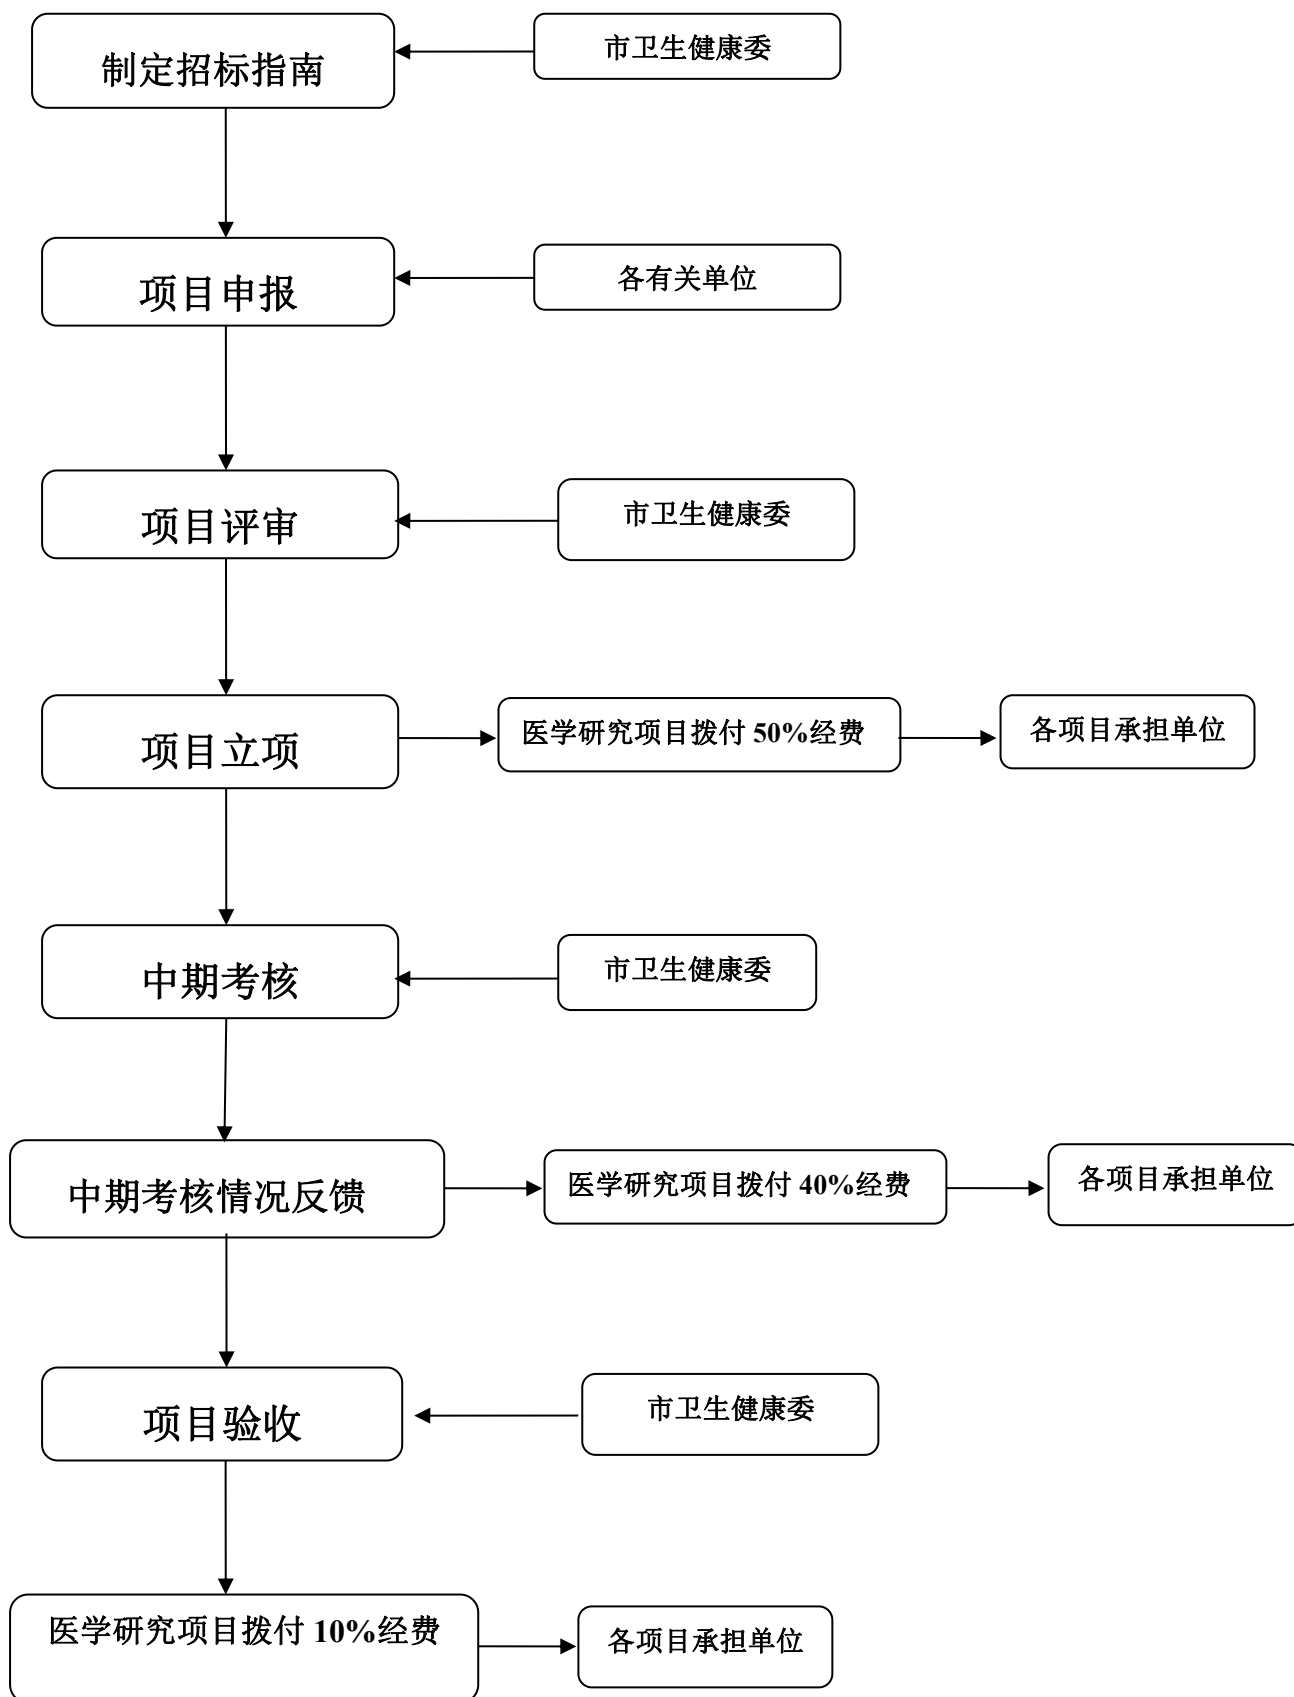 制定招标指南
市卫生健康委
项目申报
各有关单位
项目评审
市卫生健康委
项目立项
医学研究项目拨付 50%经费
各项目承担单位
中期考核
市卫生健康委
中期考核情况反馈
医学研究项目拨付 40%经费
各项目承担单位
项目验收
市卫生健康委
医学研究项目拨付 10%经费
各项目承担单位